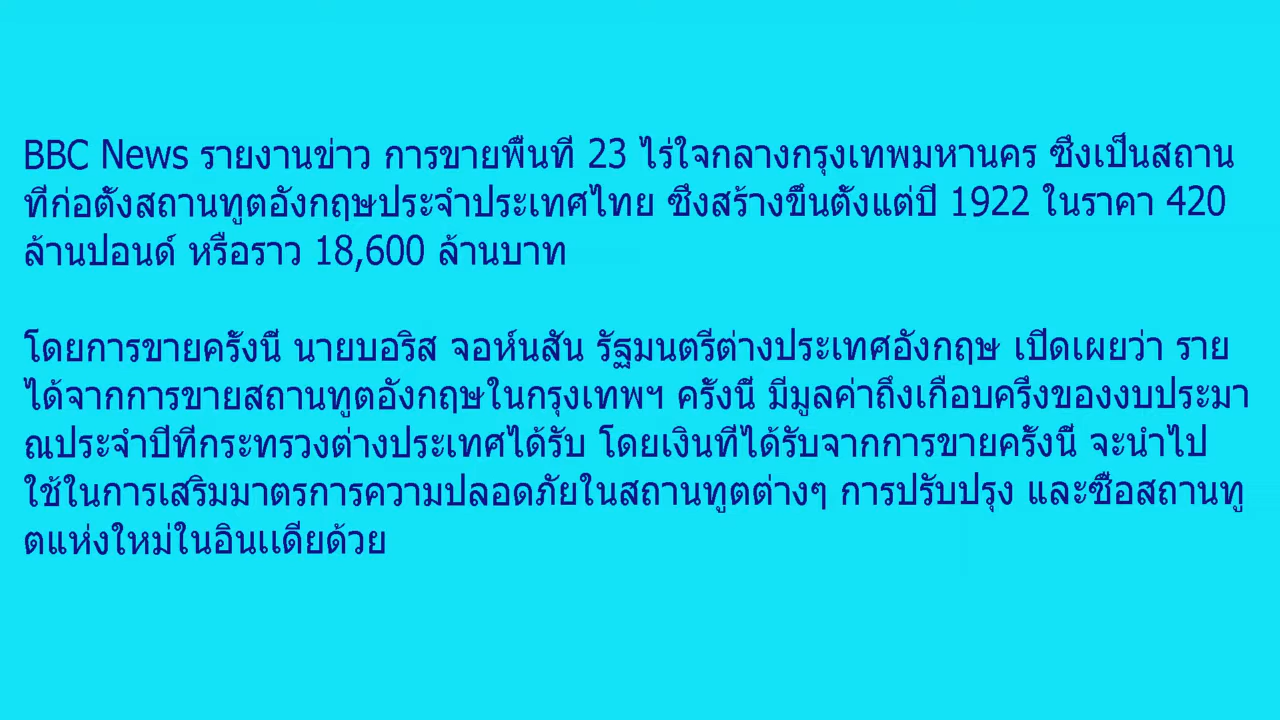 BBC News รายงานข่าว การขายพื้นที่ 23 ไร่ใจกลางกรุงเทพมหานคร ซึ่งเป็นสถาน
ที่ก่อตั้งสถานทูตอังกฤษประจำประเทศไทย ซึ่งสร้างขึ้นตั้งแต่ปี 1922 ในราคา 420
ล้านปอนด์ หรือราว 18,600 ล้านบาท
โดยการขายครั้งนี้ นายบอริส จอห์นสัน รัฐมนตรีต่างประเทศอังกฤษ เปิดเผยว่า ราย
ได้จากการขายสถานทูตอังกฤษในกรุงเทพฯ ครั้งนี้ มีมูลค่าถึงเกือบครึ่งของงบประมา
ณประจำปีที่กระทรวงต่างประเทศได้รับ โดยเงินที่ได้รับจากการขายครั้งนี้ จะนำไป
ใช้ในการเสริมมาตรการความปลอดภัยในสถานทูตต่างๆ การปรับปรุง และซื้อสถานทู
ตแห่งใหม่ในอินเเดียด้วย